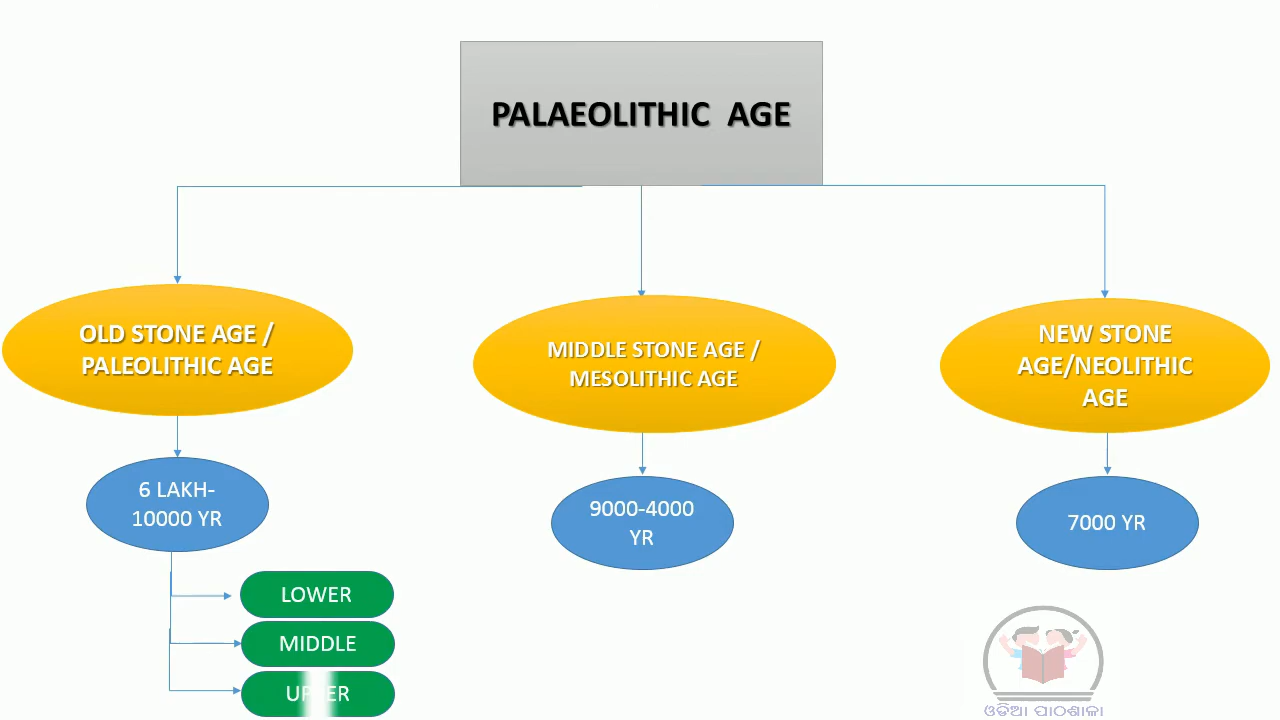 PALAEOLITHIC AGE
OLD STONE AGE /
PALEOLITHIC AGE
MIDDLE STONE AGE /
MESOLITHIC AGE
NEW STONE
AGE/NEOLITHIC
AGE
6 LAKH-
10000 YR
9000-4000
YR
7000 YR
LOWER
MIDDLE
UPPER
ଓଡ଼ିଆ ପାଠଶାଳା